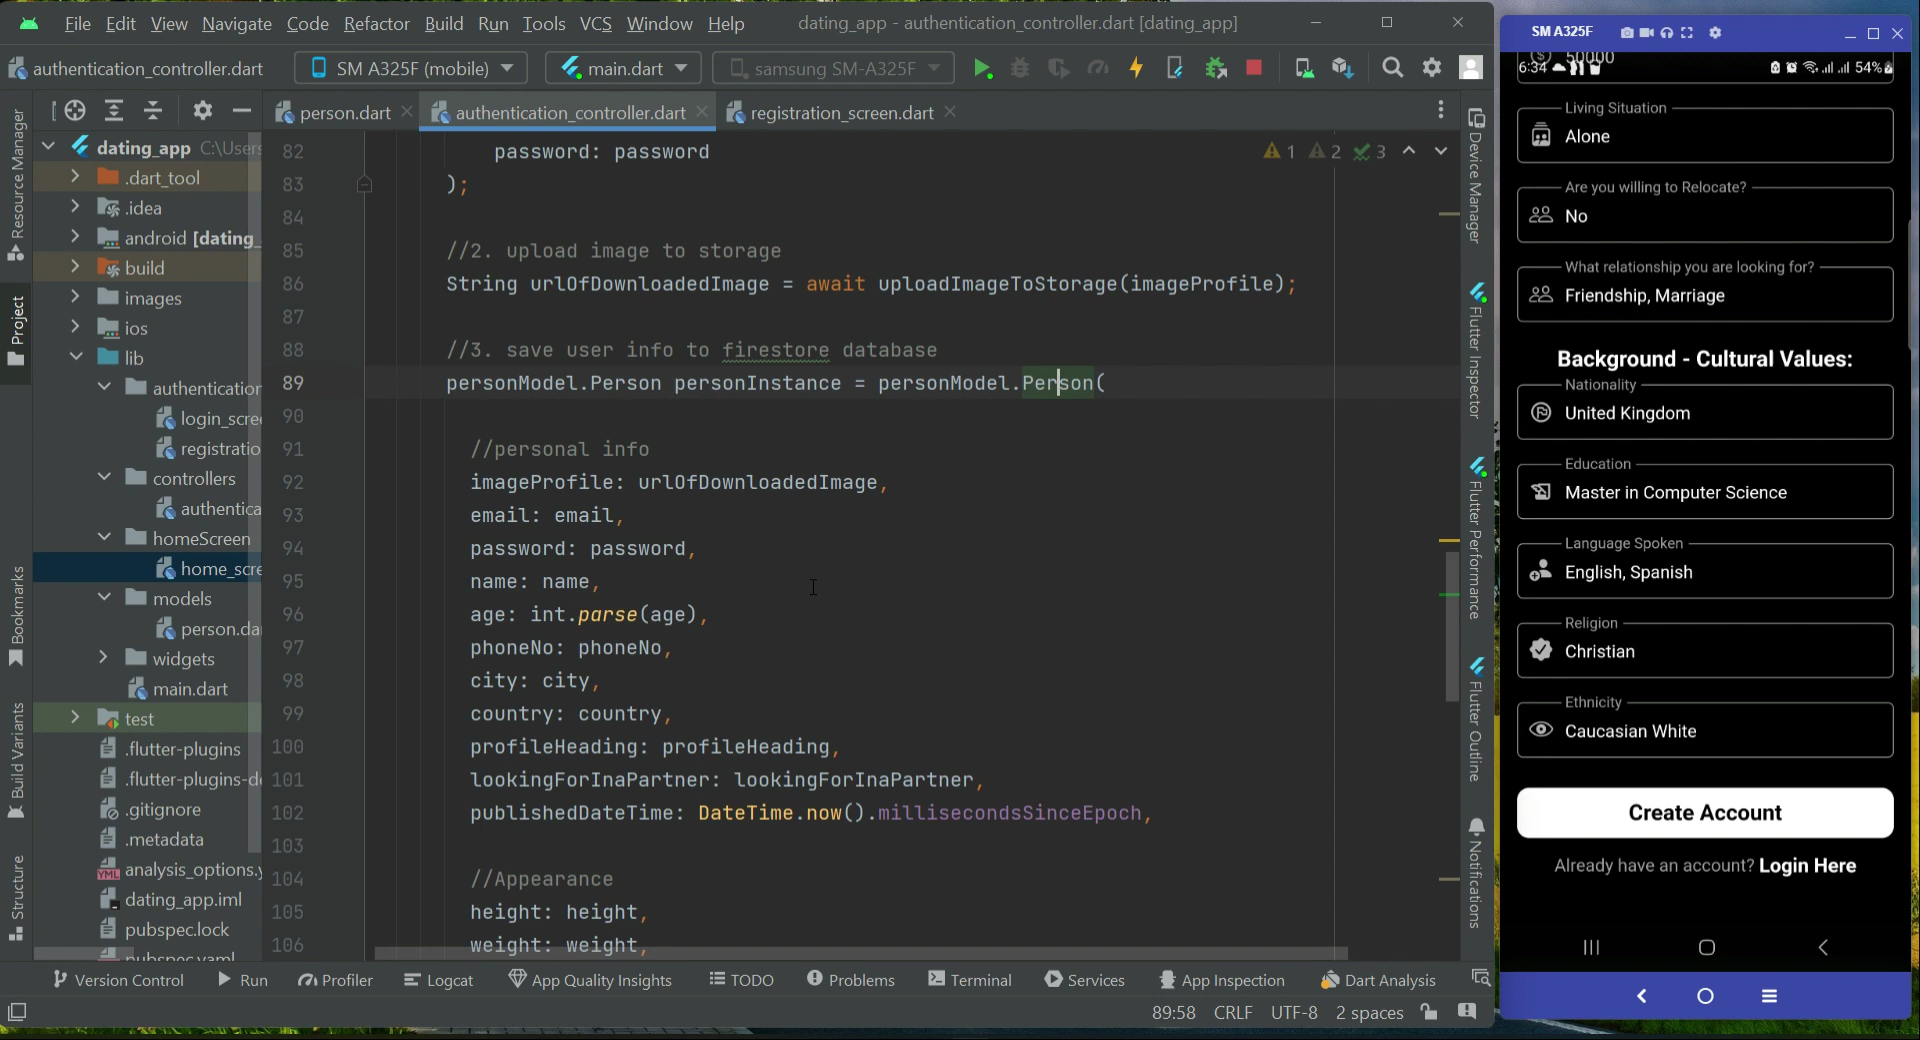 File Edit View Navigate Code Refactor Build Run Tools VCS Window Help dating_app - authentication_controller.dart [dating_app]
authentication_controller.dart SM A325F (mobile) main.dart samsung SM-A325F
person.dart authentication_controller.dart registration_screen.dart
Resource Manager
Project
Bookmarks
Build Variants
Structure
dating_app C:\Users
.dart_tool
.idea
android [dating_
build
images
ios
lib
authentication
login_scre
registratio
controllers
authentica
homeScreen
home_scre
models
person.da
widgets
main.dart
test
.flutter-plugins
.flutter-plugins-de
.gitignore
.metadata
analysis_options.y
dating_app.iml
pubspec.lock
pubspec.yaml
1 2 3
82 password: password
83 );
84
85 //2. upload image to storage
86 String urlOfDownloadedImage = await uploadImageToStorage(imageProfile);
87
88 //3. save user info to firestore database
89 personModel.Person personInstance = personModel.Person(
90
91 //personal info
92 imageProfile: urlOfDownloadedImage,
93 email: email,
94 password: password,
95 name: name,
96 age: int.parse(age),
97 phoneNo: phoneNo,
98 city: city,
99 country: country,
100 profileHeading: profileHeading,
101 lookingForInaPartner: lookingForInaPartner,
102 publishedDateTime: DateTime.now().millisecondsSinceEpoch,
103
104 //Appearance
105 height: height,
106 weight: weight,
Device Manager
Flutter Inspector
Flutter Performance
Flutter Outline
Notifications
Version Control Run Profiler Logcat App Quality Insights TODO Problems Terminal Services App Inspection Dart Analysis
89:58 CRLF UTF-8 2 spaces
SM A325F
50000
6:34 54%
Living Situation
Alone
Are you willing to Relocate?
No
What relationship you are looking for?
Friendship, Marriage
Background - Cultural Values:
Nationality
United Kingdom
Education
Master in Computer Science
Language Spoken
English, Spanish
Religion
Christian
Ethnicity
Caucasian White
Create Account
Already have an account? Login Here